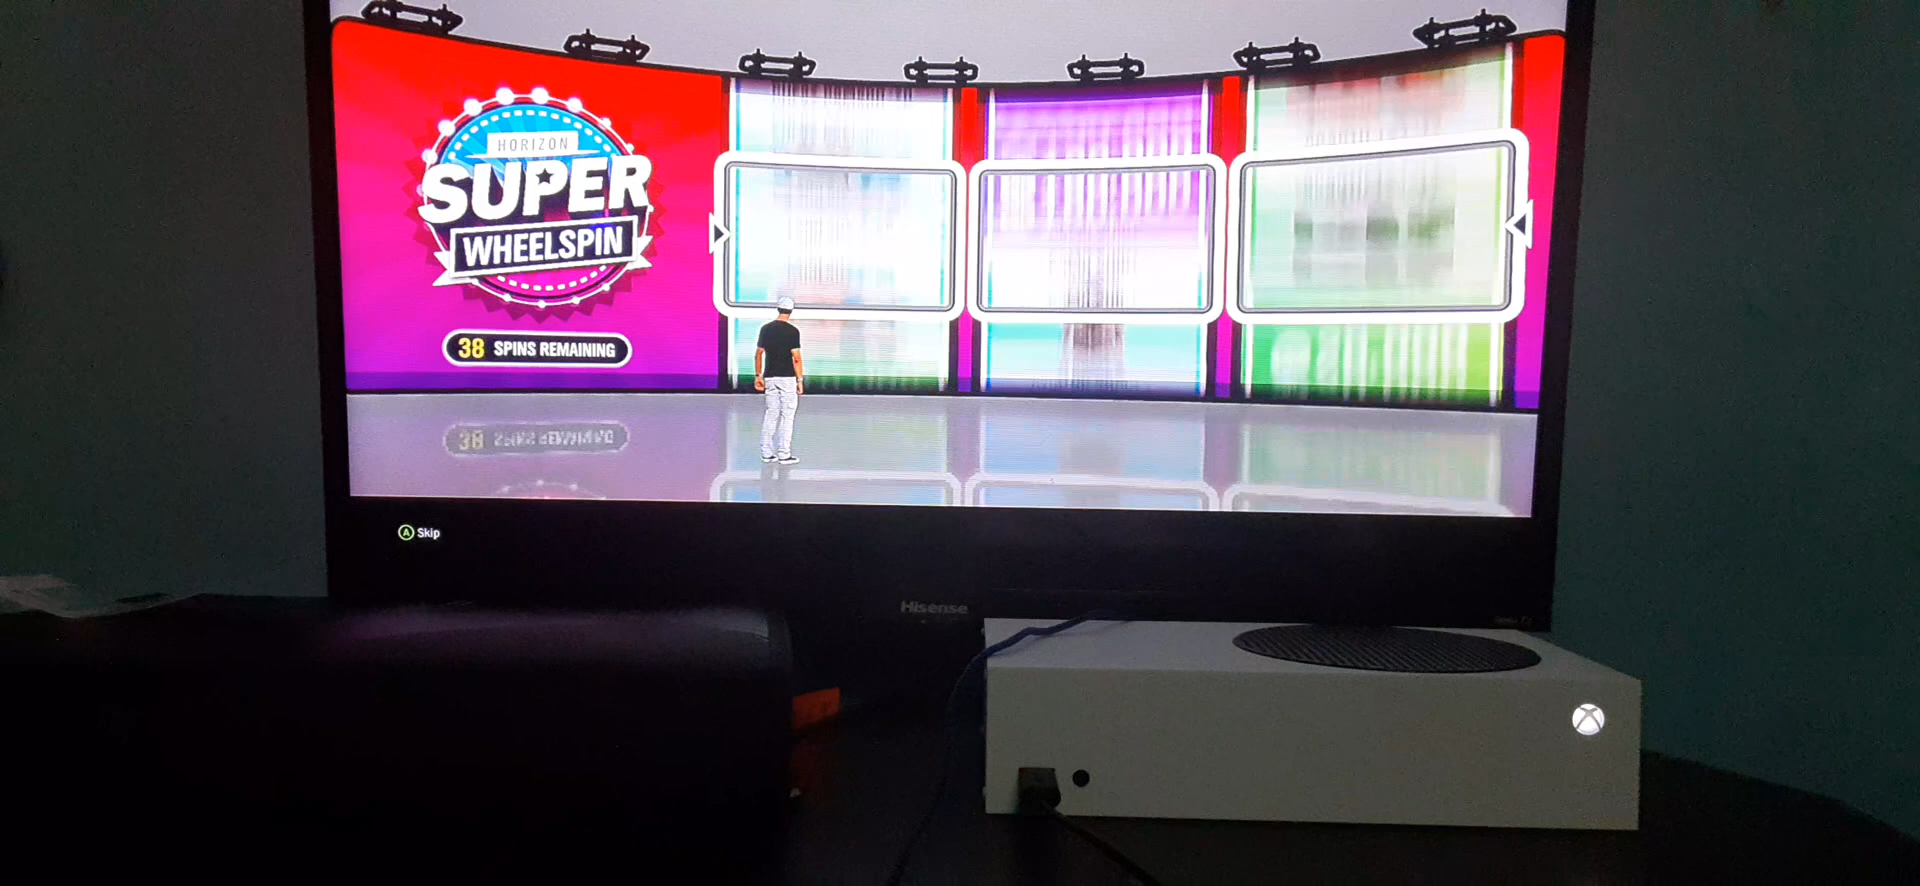 HORIZON
SUPER
WHEELSPIN
38 SPINS REMAINING
A Skip
Hisense